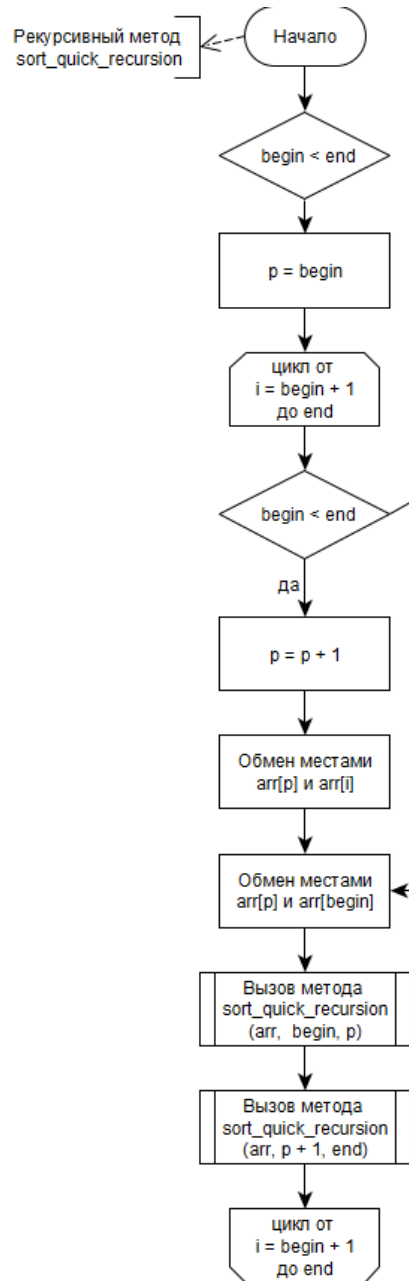 Рекурсивный метод
sort_quick_recursion
Начало
begin < end
p = begin
цикл от
i = begin + 1
до end
begin < end
да
p = p + 1
Обмен местами
arr[p] и arr[i]
Обмен местами
arr[p] и arr[begin]
Вызов метода
sort_quick_recursion
(arr, begin, p)
Вызов метода
sort_quick_recursion
(arr, p + 1, end)
цикл от
i = begin + 1
до end